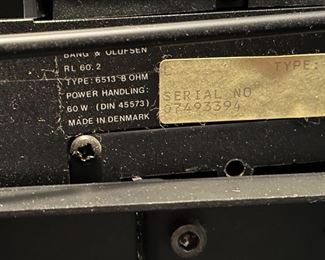 BANG & OLUFSEN
RL 60.2
TYPE: 6513 8 OHM
POWER HANDLING:
60 W (DIN 45573)
MADE IN DENMARK
TYPE:
SERIAL NO
07493394